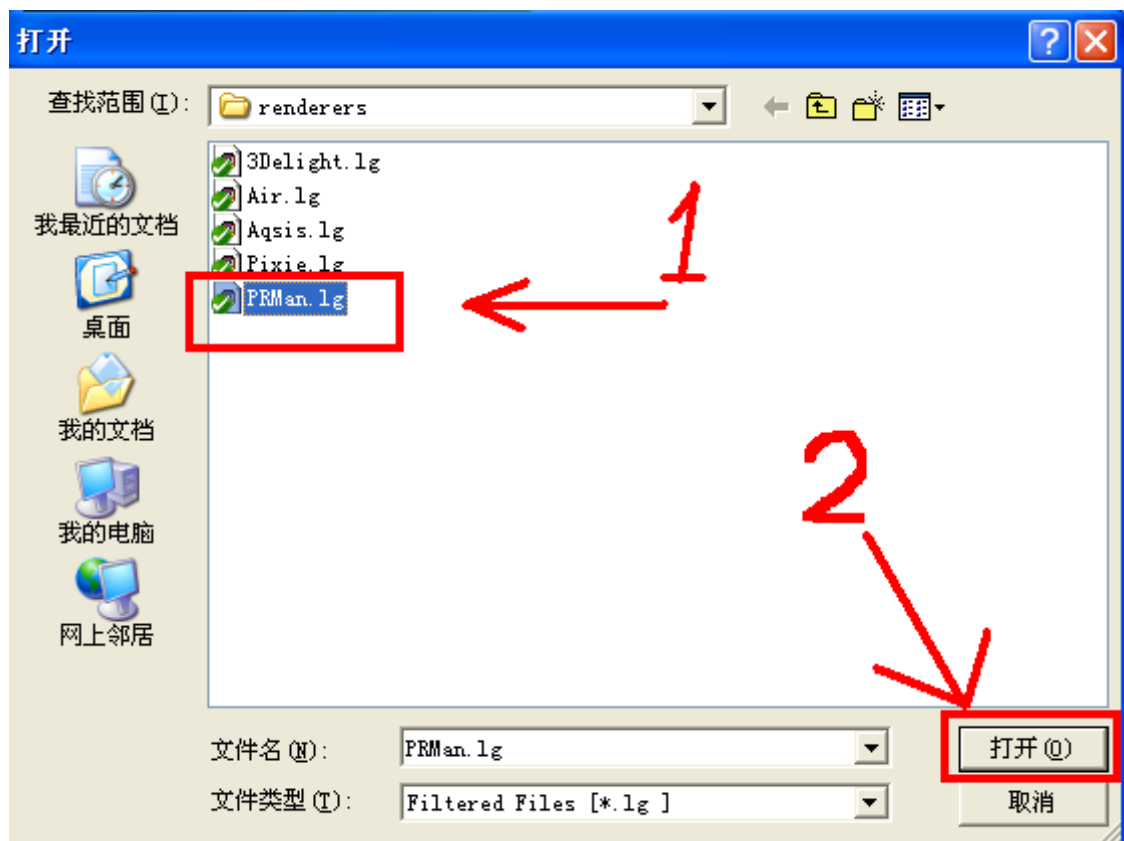 打开
查找范围(I):
renderers
3Delight.lg
Air.lg
Aqsis.lg
Pixie.lg
PRMan.lg
1
2
我最近的文档
桌面
我的文档
我的电脑
网上邻居
文件名(N):
PRMan.lg
打开(O)
文件类型(T):
Filtered Files [*.lg ]
取消